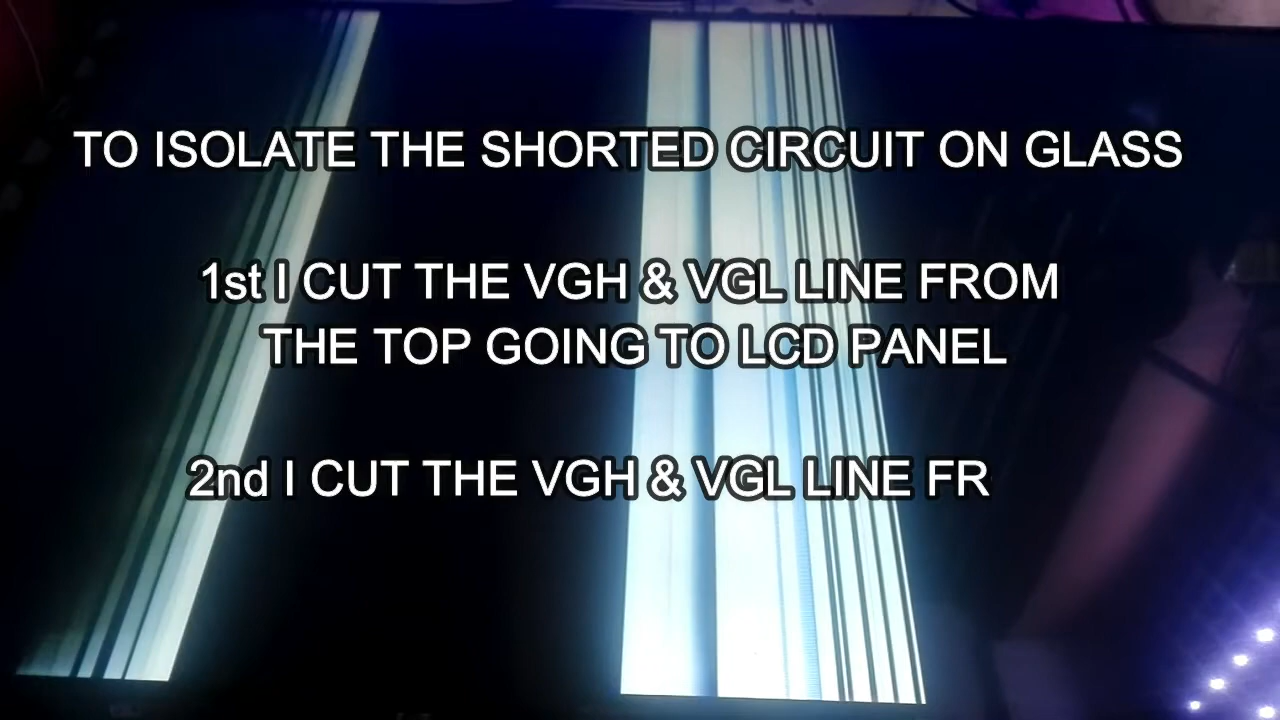 TO ISOLATE THE SHORTED CIRCUIT ON GLASS
1st I CUT THE VGH & VGL LINE FROM
THE TOP GOING TO LCD PANEL
2nd I CUT THE VGH & VGL LINE FR